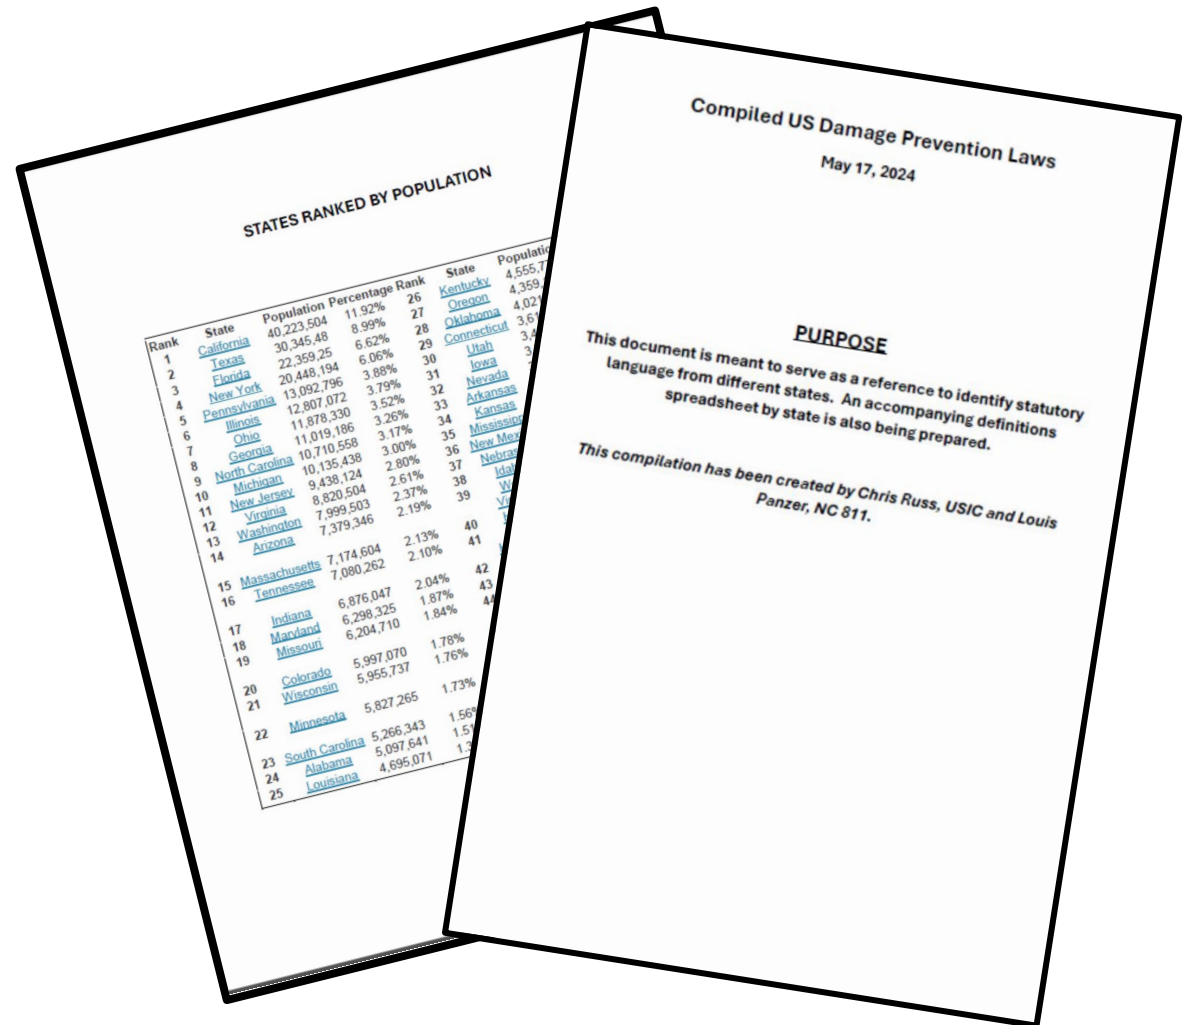 STATES RANKED BY POPULATION
Rank State Population Percentage Rank State
1 California 40,223,504 11.92% 26 Kentucky
2 Texas 30,345,48 8.99% 27 Oregon
3 Florida 22,359,25 6.62% 28 Oklahoma
4 New York 20,448,194 6.06% 29 Connecticut
5 Pennsylvania 13,092,796 3.88% 30 Utah
6 Illinois 12,807,072 3.79% 31 Iowa
7 Ohio 11,878,330 3.52% 32 Nevada
8 Georgia 11,019,186 3.26% 33 Arkansas
9 North Carolina 10,710,558 3.17% 34 Kansas
10 Michigan 10,135,438 3.00% 35
11 New Jersey 9,438,124 2.80% 36
12 Virginia 8,820,504 2.61% 37
13 Washington 7,999,503 2.37% 38
14 Arizona 7,379,346 2.19% 39
15 Massachusetts 7,174,604 2.13% 40
16 Tennessee 7,080,262 2.10% 41
17 Indiana 6,876,047 2.04% 42
18 Maryland 6,298,325 1.87% 43
19 Missouri 6,204,710 1.84%
20 Colorado 5,997,070 1.78%
21 Wisconsin 5,955,737 1.76%
22 Minnesota 5,827,265 1.73%
23 South Carolina 5,266,343
24 Alabama 5,097,641
25 Louisiana 4,695,071
Compiled US Damage Prevention Laws
May 17, 2024
PURPOSE
This document is meant to serve as a reference to identify statutory
language from different states. An accompanying definitions
spreadsheet by state is also being prepared.
This compilation has been created by Chris Russ, USIC and Louis
Panzer, NC 811.